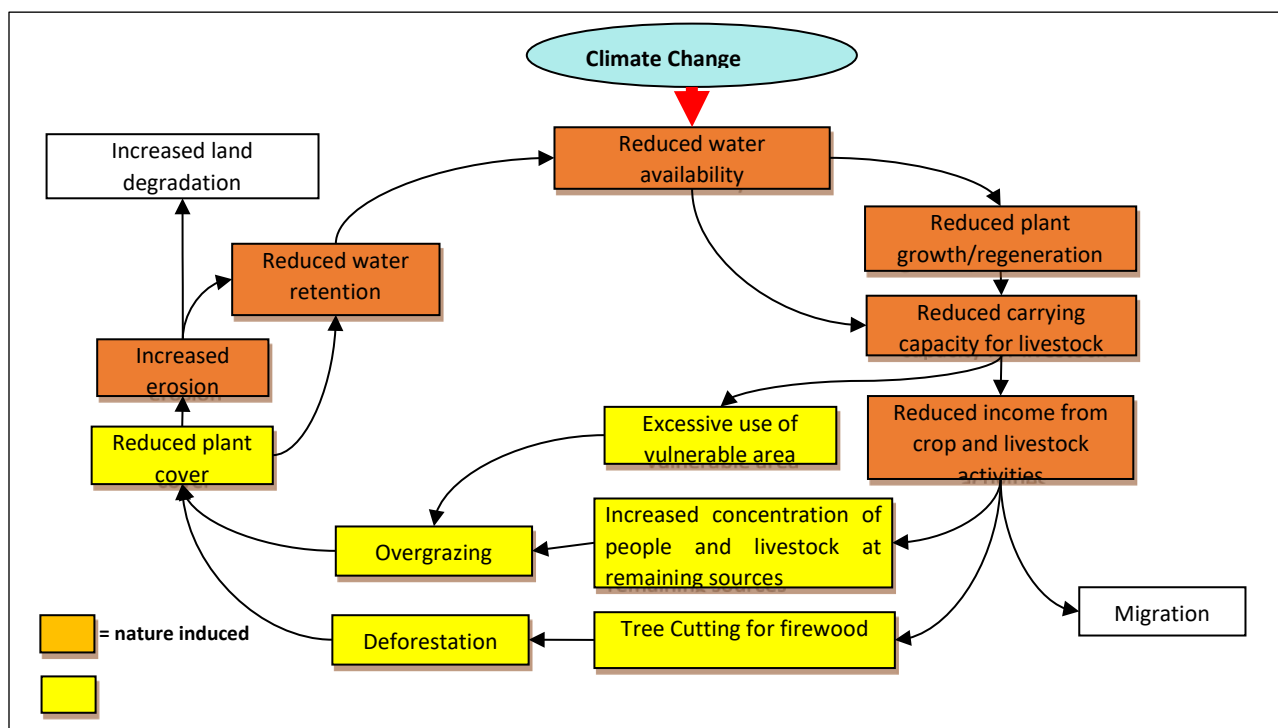 Climate Change
Reduced water
availability
Increased land
degradation
Reduced plant
growth/regeneration
Reduced water
retention
Reduced carrying
capacity for livestock
Increased
erosion
Reduced income from
crop and livestock
activities
Excessive use of
vulnerable area
Reduced plant
cover
Increased concentration of
people and livestock at
remaining sources
Overgrazing
Migration
Tree Cutting for firewood
Deforestation
= nature induced